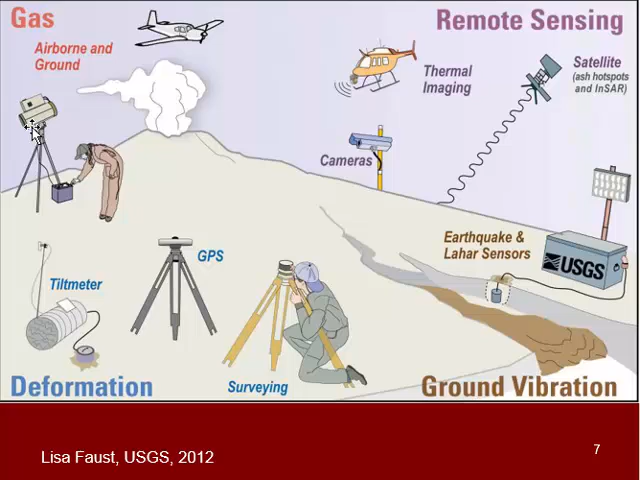 Gas
Remote Sensing
Airborne and
Ground
Thermal
Imaging
Satellite
(ash hotspots
and InSAR)
Cameras
Earthquake &
Lahar Sensors
USGS
GPS
Tiltmeter
Surveying
Deformation
Ground Vibration
Lisa Faust, USGS, 2012
7